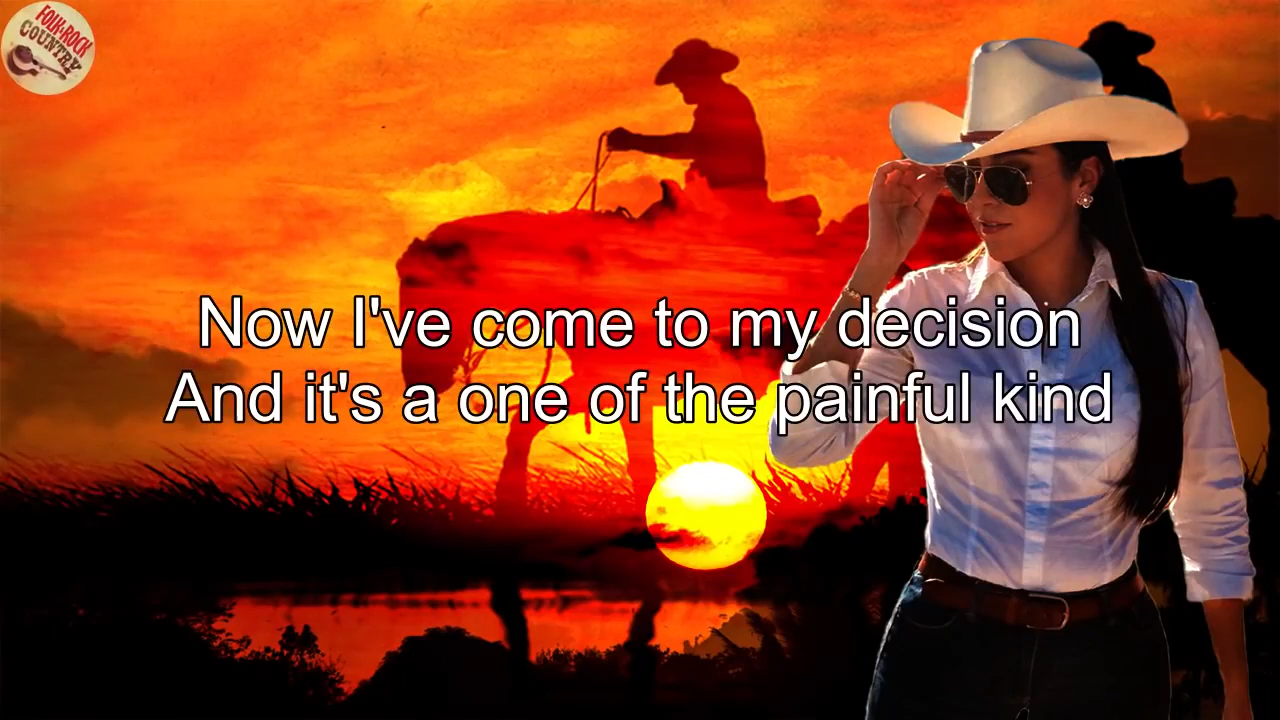 FOLK-ROCK
COUNTRY
Now I've come to my decision
And it's a one of the painful kind